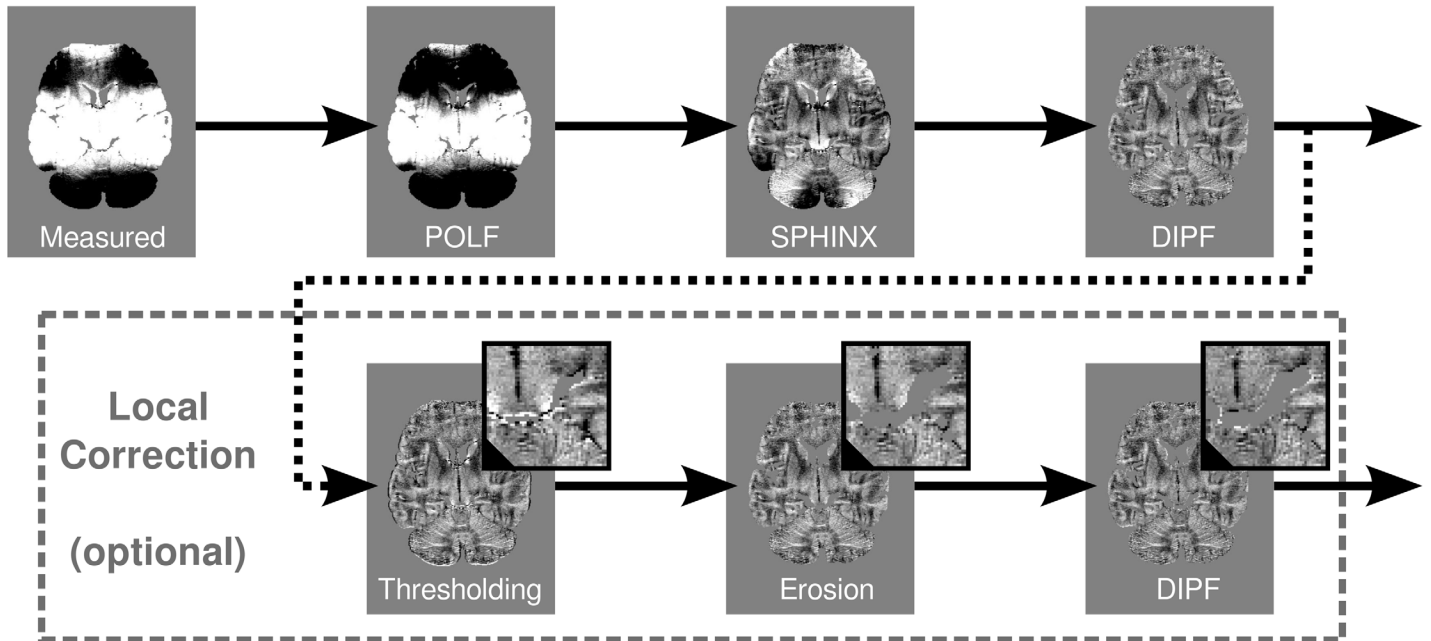 Measured
POLF
SPHINX
DIPF
Local
Correction
(optional)
Thresholding
Erosion
DIPF